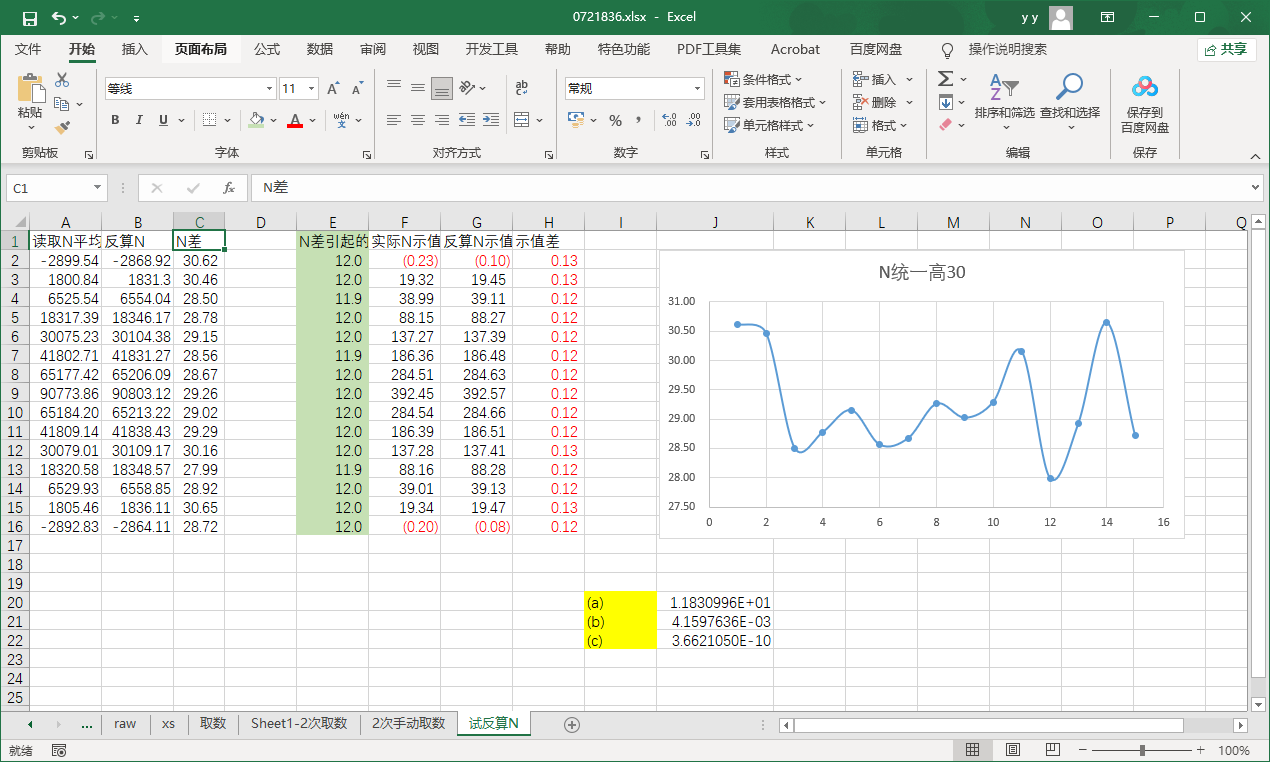 0721836.xlsx - Excel
y y
文件 开始 插入 页面布局 公式 数据 审阅 视图 开发工具 帮助 特色功能 PDF工具集 Acrobat 百度网盘 操作说明搜索 共享
粘贴
等线 11
B I U A wén 文
ab c
常规
% ,
条件格式
套用表格格式
单元格样式
插入
删除
格式
排序和筛选 查找和选择
保存到
百度网盘
剪贴板 字体 对齐方式 数字 样式 单元格 编辑 保存
C1 fx N差
A B C D E F G H I J K L M N O P Q
1 读取N平均 反算N N差 N差引起的 实际N示值 反算N示值 示值差
2 -2899.54 -2868.92 30.62 12.0 (0.23) (0.10) 0.13
3 1800.84 1831.3 30.46 12.0 19.32 19.45 0.13
4 6525.54 6554.04 28.50 11.9 38.99 39.11 0.12
5 18317.39 18346.17 28.78 12.0 88.15 88.27 0.12
6 30075.23 30104.38 29.15 12.0 137.27 137.39 0.12
7 41802.71 41831.27 28.56 11.9 186.36 186.48 0.12
8 65177.42 65206.09 28.67 12.0 284.51 284.63 0.12
9 90773.86 90803.12 29.26 12.0 392.45 392.57 0.12
10 65184.20 65213.22 29.02 12.0 284.54 284.66 0.12
11 41809.14 41838.43 29.29 12.0 186.39 186.51 0.12
12 30079.01 30109.17 30.16 12.0 137.28 137.41 0.13
13 18320.58 18348.57 27.99 11.9 88.16 88.28 0.12
14 6529.93 6558.85 28.92 12.0 39.01 39.13 0.12
15 1805.46 1836.11 30.65 12.0 19.34 19.47 0.13
16 -2892.83 -2864.11 28.72 12.0 (0.20) (0.08) 0.12
N统一高30
31.00
30.50
30.00
29.50
29.00
28.50
28.00
27.50
0 2 4 6 8 10 12 14 16
17
18
19
20 (a) 1.1830996E+01
21 (b) 4.1597636E-03
22 (c) 3.6621050E-10
23
24
25
... raw xs 取数 Sheet1-2次取数 2次手动取数 试反算N
就绪 100%